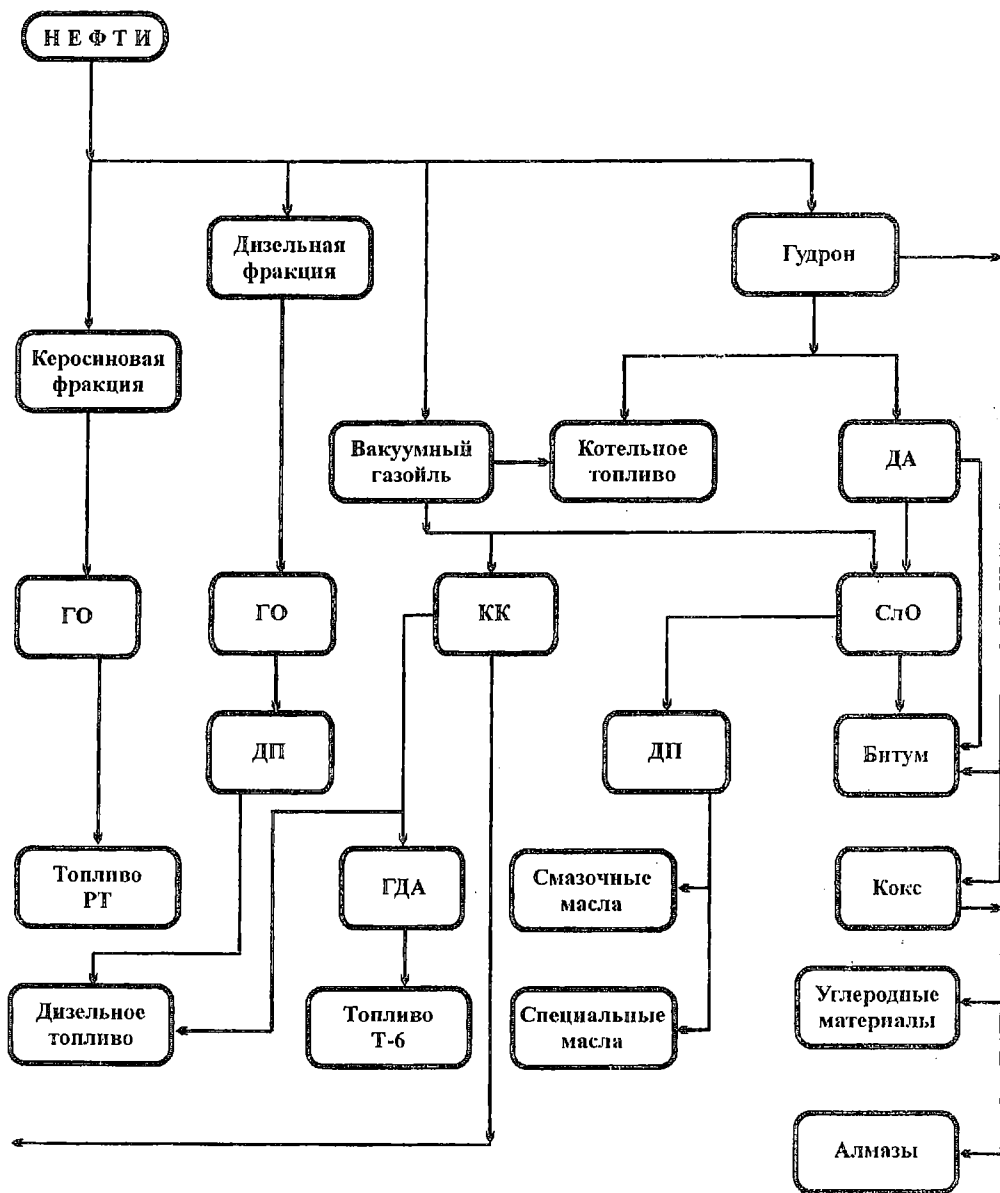 НЕФТИ
Дизельная
фракция
Гудрон
Керосиновая
фракция
Вакуумный
газойль
Котельное
топливо
ДА
ГО
ГО
КК
СлО
ДП
ДП
Битум
Топливо
РТ
ГДА
Смазочные
масла
Кокс
Дизельное
топливо
Топливо
Т-6
Специальные
масла
Углеродные
материалы
Алмазы